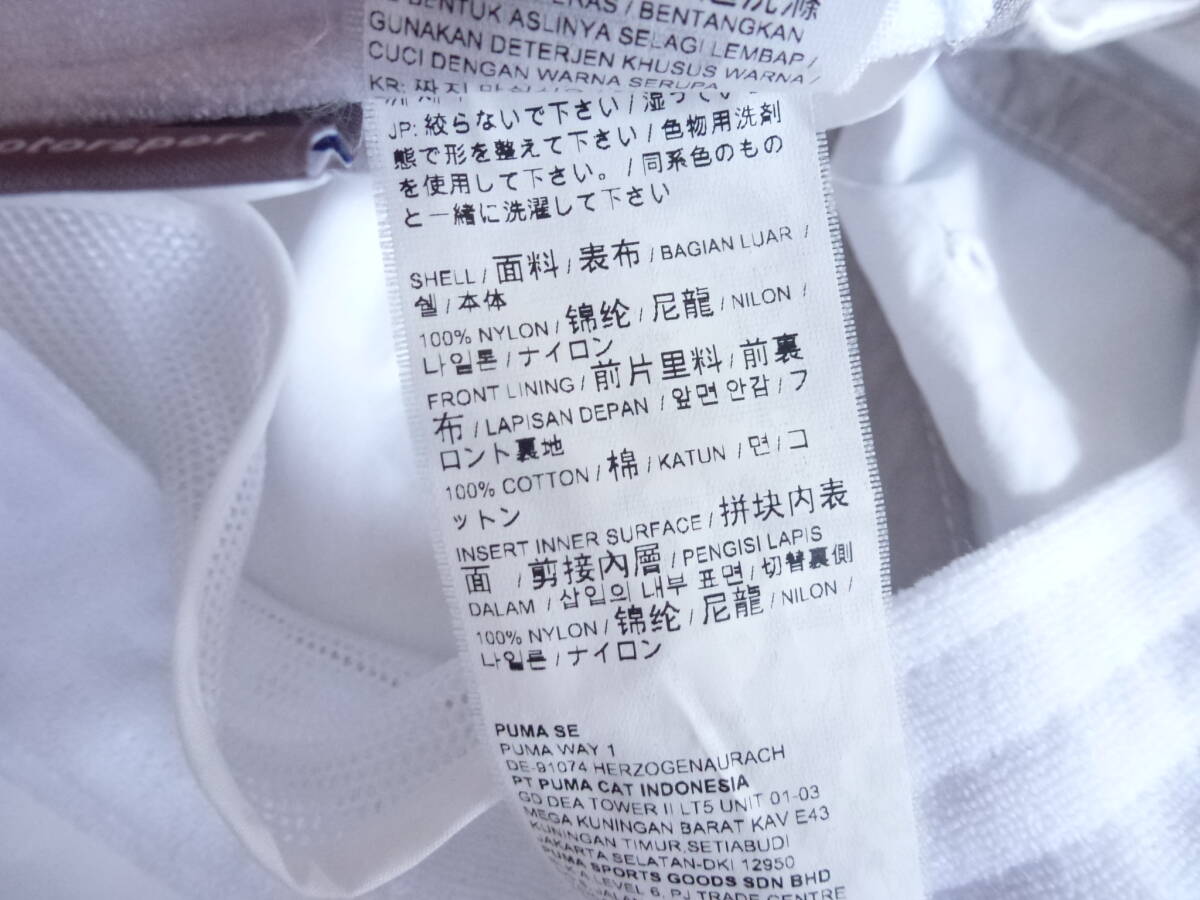 BENTUK ASLINYA SELAGI LEMBAP /
GUNAKAN DETERJEN KHUSUS WARNA /
CUCI DENGAN WARNA SERUPA
KR:
otorsport
JP: 絞らないで下さい / 湿っ
態で形を整えて下さい / 色物用洗剤
を使用して下さい。 / 同系色のもの
と一緒に洗濯して下さい
SHELL / 面料 / 表布 / BAGIAN LUAR /
쉘 / 本体
100% NYLON / 锦纶 / 尼龍 / NILON /
나일론 / ナイロン
FRONT LINING / 前片里料 / 前裏
布 / LAPISAN DEPAN / 앞면 안감 / フ
ロント裏地
100% COTTON / 棉 / KATUN / 면 / コ
ットン
INSERT INNER SURFACE / 拼块内表
面 / 剪接內層 / PENGISI LAPIS
DALAM / 삽입의 내부 표면 / 切替裏側
100% NYLON / 锦纶 / 尼龍 / NILON /
나일론 / ナイロン
PUMA SE
PUMA WAY 1
DE-91074 HERZOGENAURACH
PT PUMA CAT INDONESIA
GD DEA TOWER II LT5 UNIT 01-03
MEGA KUNINGAN BARAT KAV E43
KUNINGAN TIMUR,SETIABUDI
JAKARTA SELATAN-DKI 12950
PUMA SPORTS GOODS SDN BHD
LEVEL 6, PJ TRADE CENTRE